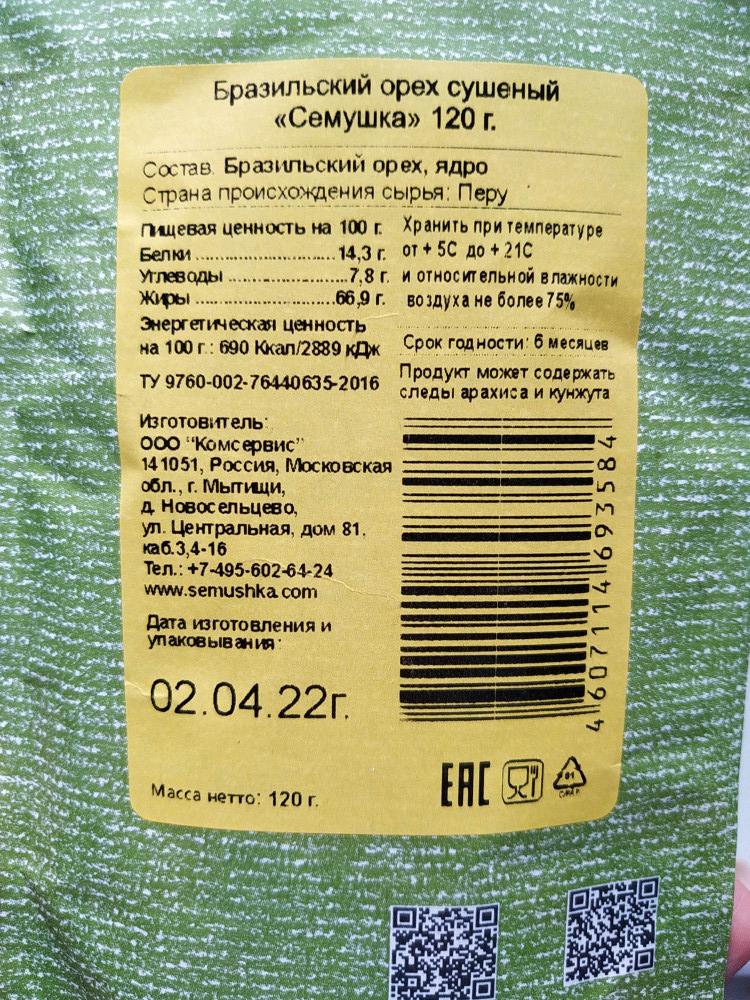 Бразильский орех сушеный
«Семушка» 120 г.
Состав. Бразильский орех, ядро
Страна происхождения сырья: Перу
Пищевая ценность на 100 г.
Белки ........................... 14,3 г.
Углеводы ........................7,8 г.
Жиры ...........................66,9 г.
Энергетическая ценность
на 100 г.: 690 Ккал/2889 кДж
ТУ 9760-002-76440635-2016
Изготовитель:
ООО "Комсервис"
141051, Россия, Московская
обл., г. Мытищи,
д. Новосельцево,
ул. Центральная, дом 81,
каб.3,4-16
Тел.: +7-495-602-64-24
www.semushka.com
Дата изготовления и
упаковывания:
02.04.22г.
Масса нетто: 120 г.
Хранить при температуре
от + 5С до + 21С
и относительной влажности
воздуха не более 75%
Срок годности: 6 месяцев
Продукт может содержать
следы арахиса и кунжута
4607114693584
EAC
81